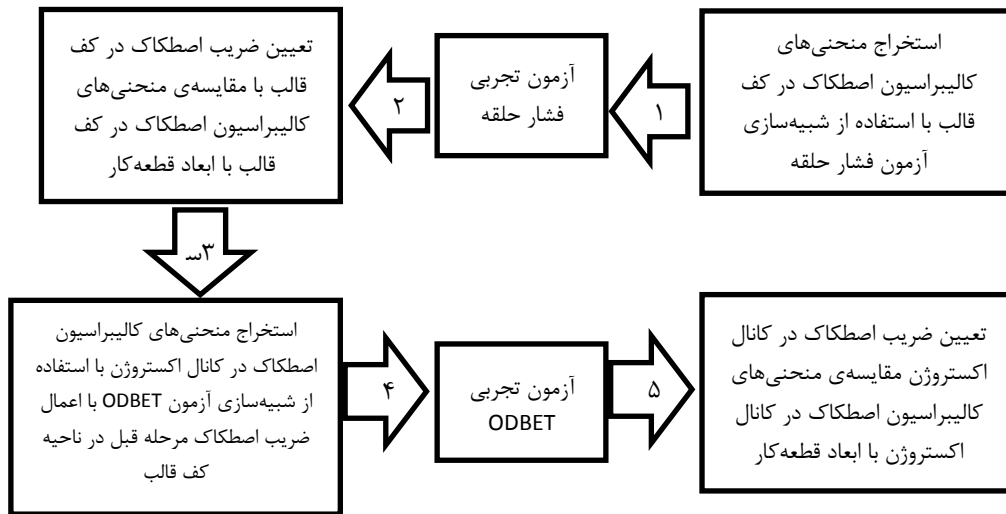 استخراج منحنی‌های
کالیبراسیون اصطکاک در کف
قالب با استفاده از شبیه‌سازی
آزمون فشار حلقه
۱
آزمون تجربی
فشار حلقه
۲
تعیین ضریب اصطکاک در کف
قالب با مقایسه‌ی منحنی‌های
کالیبراسیون اصطکاک در کف
قالب با ابعاد قطعه‌کار
۳س
استخراج منحنی‌های کالیبراسیون
اصطکاک در کانال اکستروژن با استفاده
از شبیه‌سازی آزمون ODBET با اعمال
ضریب اصطکاک مرحله قبل در ناحیه
کف قالب
۴
آزمون تجربی
ODBET
۵
تعیین ضریب اصطکاک در کانال
اکستروژن مقایسه‌ی منحنی‌های
کالیبراسیون اصطکاک در کانال
اکستروژن با ابعاد قطعه‌کار